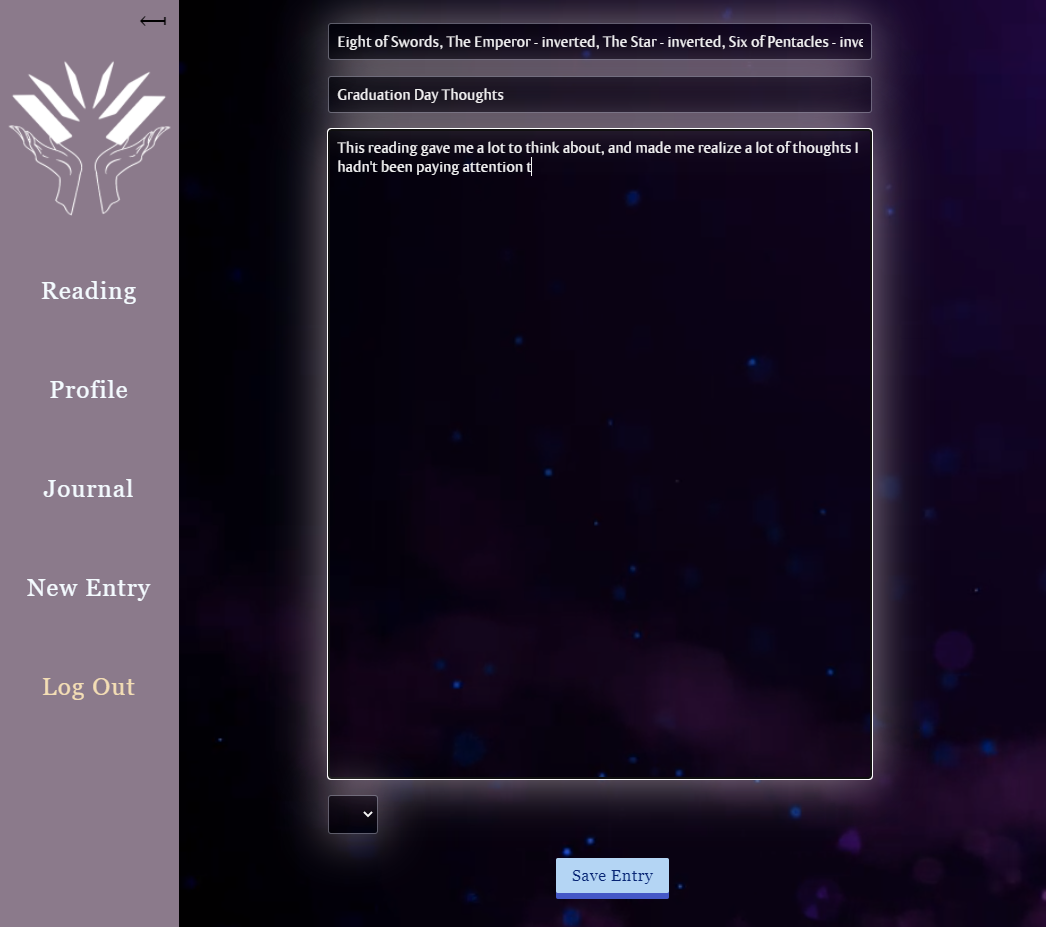 Reading
Profile
Journal
New Entry
Log Out
Eight of Swords, The Emperor - inverted, The Star - inverted, Six of Pentacles - inve
Graduation Day Thoughts
This reading gave me a lot to think about, and made me realize a lot of thoughts I
hadn't been paying attention t
Save Entry